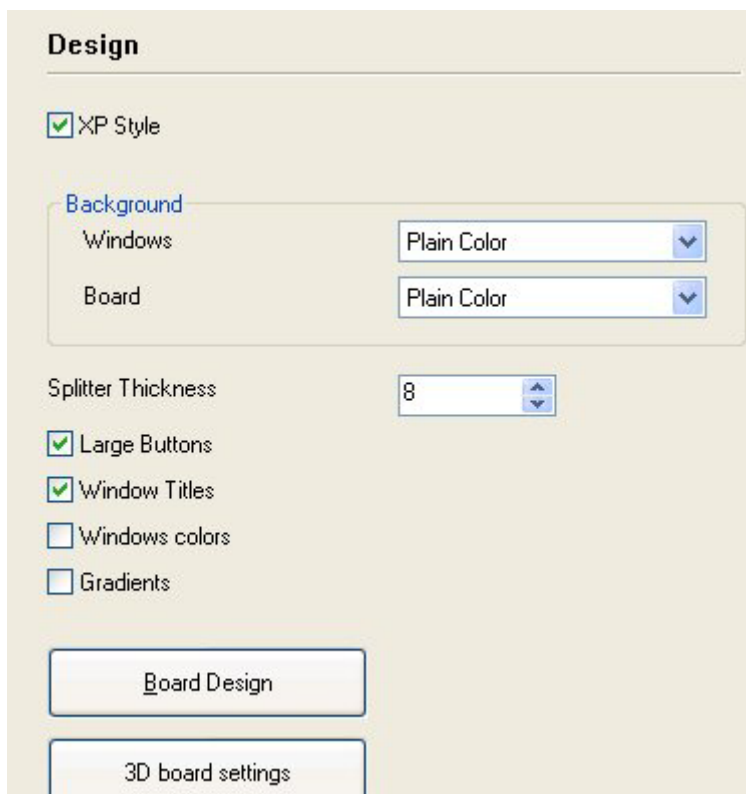 Design
XP Style
Background
Windows Plain Color
Board Plain Color
Splitter Thickness 8
Large Buttons
Window Titles
Windows colors
Gradients
Board Design
3D board settings